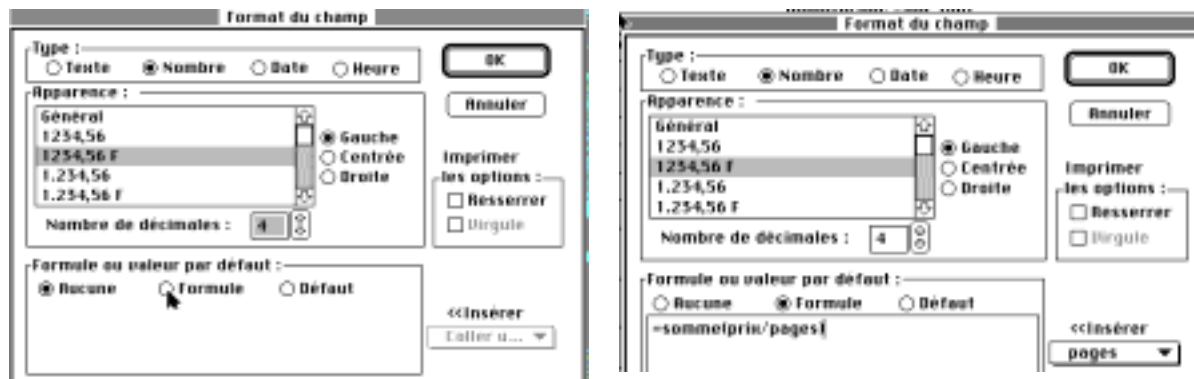 Format du champ
Type :
Texte Nombre Date Heure
OK
Annuler
Apparence :
Général
1234,56
1234,56 F
1.234,56
1.234,56 F
Gauche
Centrée
Droite
Imprimer
les options :
Resserrer
Virgule
Nombre de décimales : 4
Formule ou valeur par défaut :
Aucune Formule Défaut
<<Insérer
Coller u...
Format du champ
Type :
Texte Nombre Date Heure
OK
Annuler
Apparence :
Général
1234,56
1234,56 F
1.234,56
1.234,56 F
Gauche
Centrée
Droite
Imprimer
les options :
Resserrer
Virgule
Nombre de décimales : 4
Formule ou valeur par défaut :
Aucune Formule Défaut
=somme(prix/pages)
<<Insérer
pages